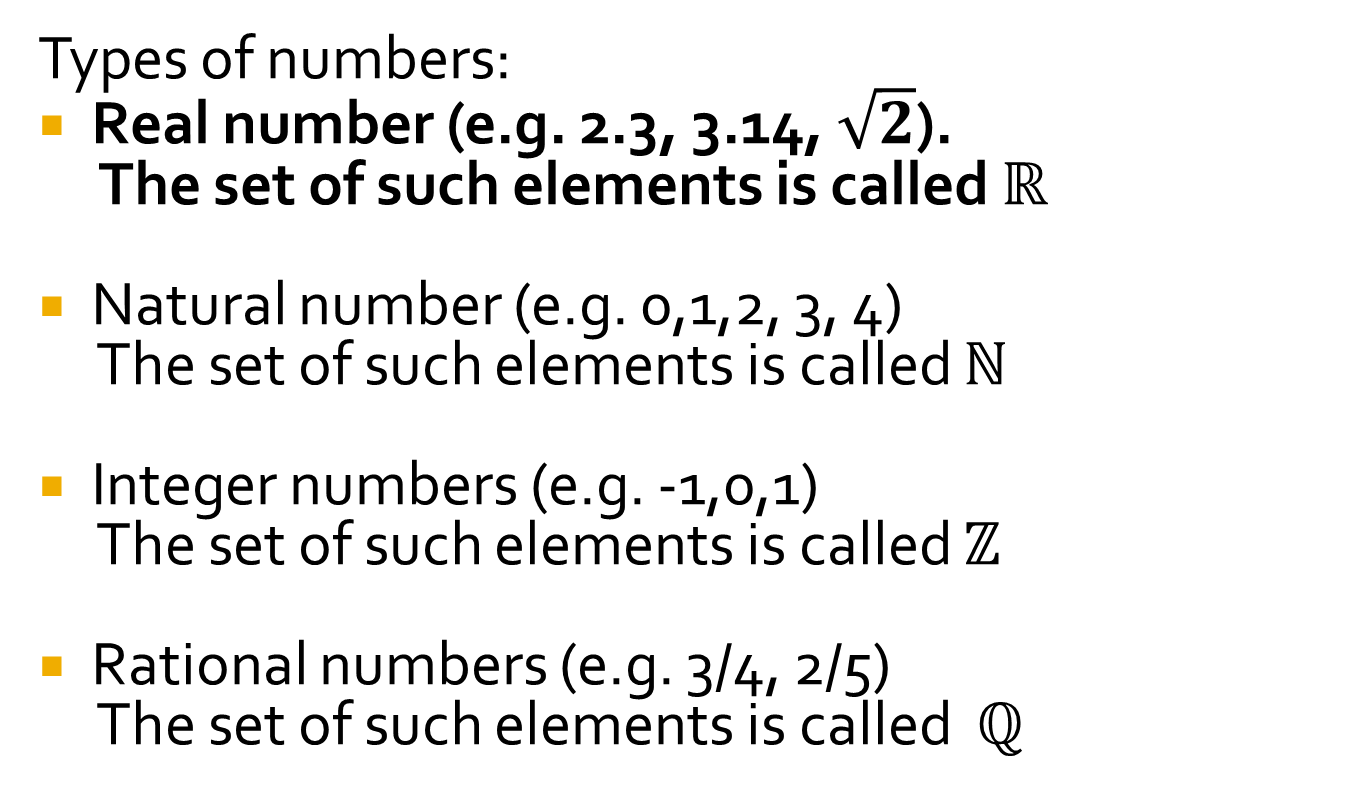 Types of numbers:
▪ Real number (e.g. 2.3, 3.14, √2).
The set of such elements is called ℝ
▪ Natural number (e.g. 0,1,2, 3, 4)
The set of such elements is called ℕ
▪ Integer numbers (e.g. -1,0,1)
The set of such elements is called ℤ
▪ Rational numbers (e.g. 3/4, 2/5)
The set of such elements is called ℚ